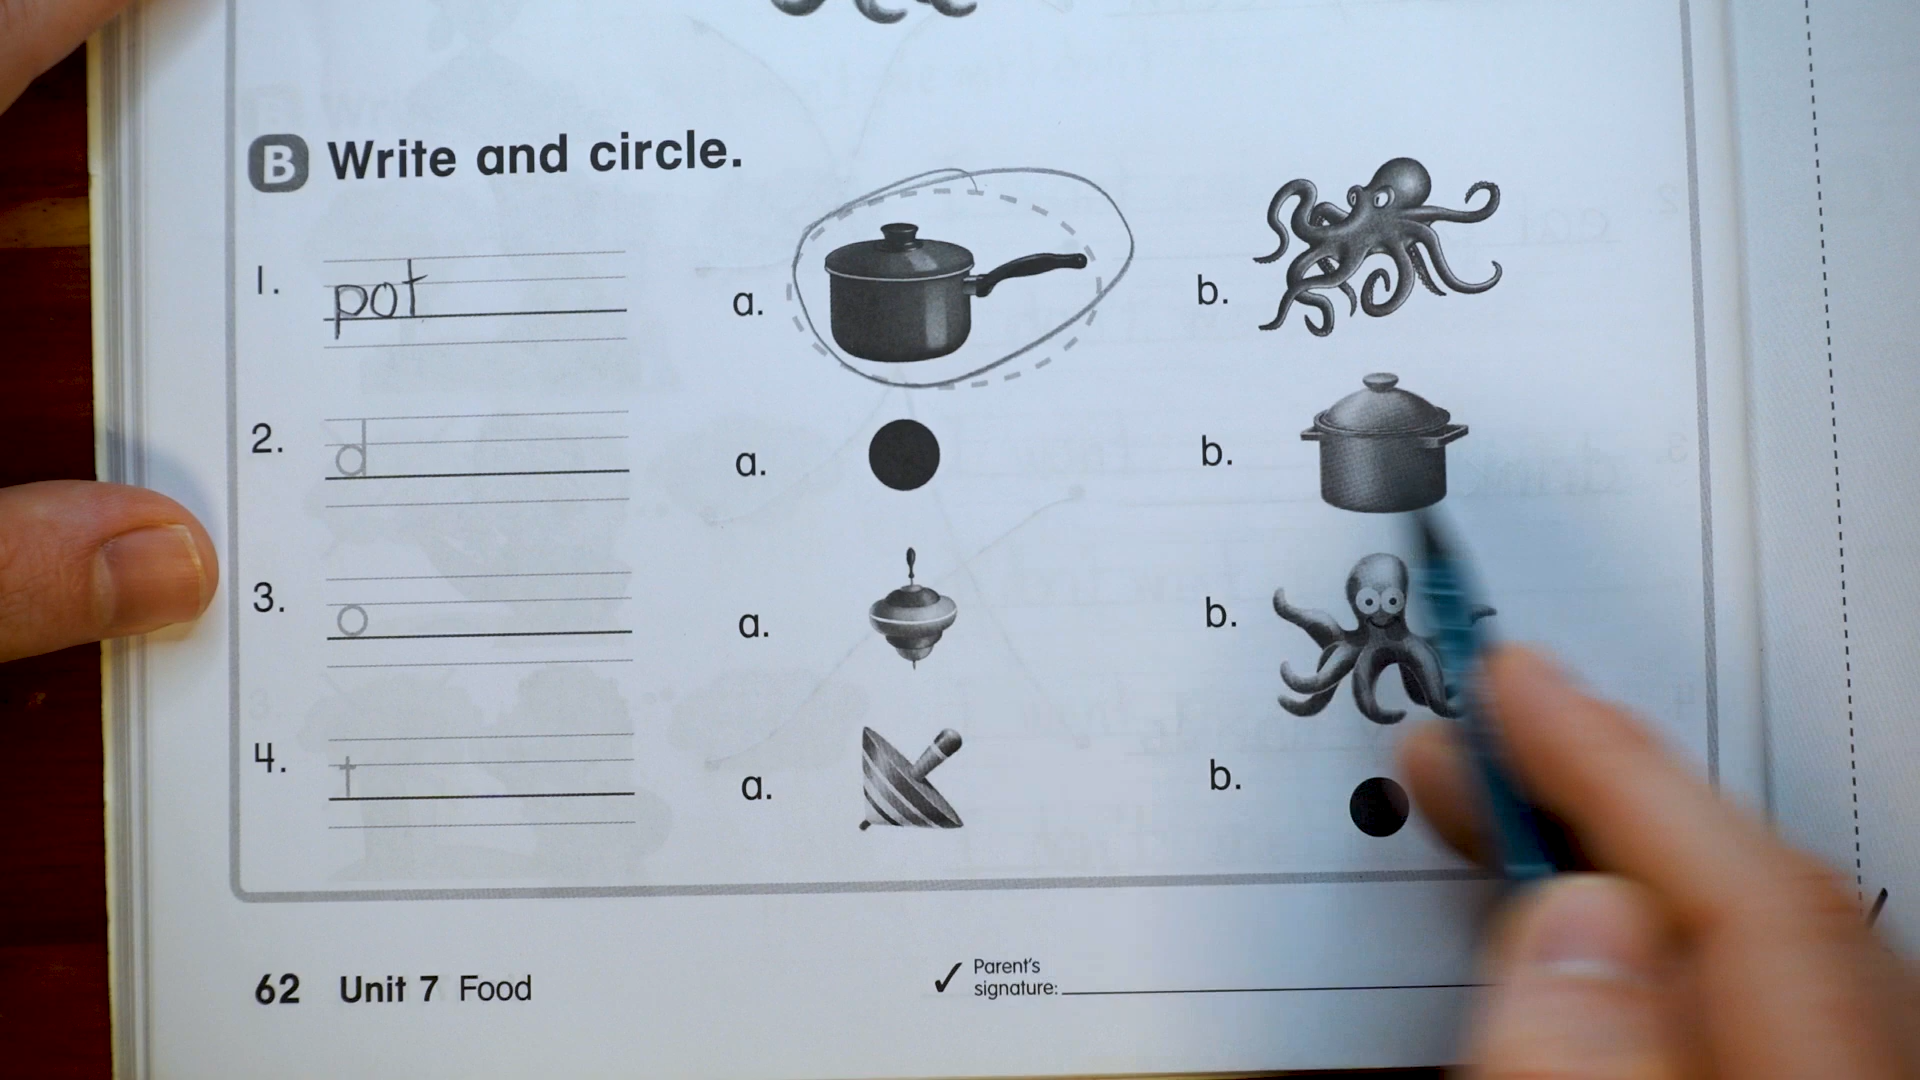 B Write and circle.
1. pot a. b.
2. d a. b.
3. o a. b.
4. t a. b.
62 Unit 7 Food
✓ Parent's
signature: